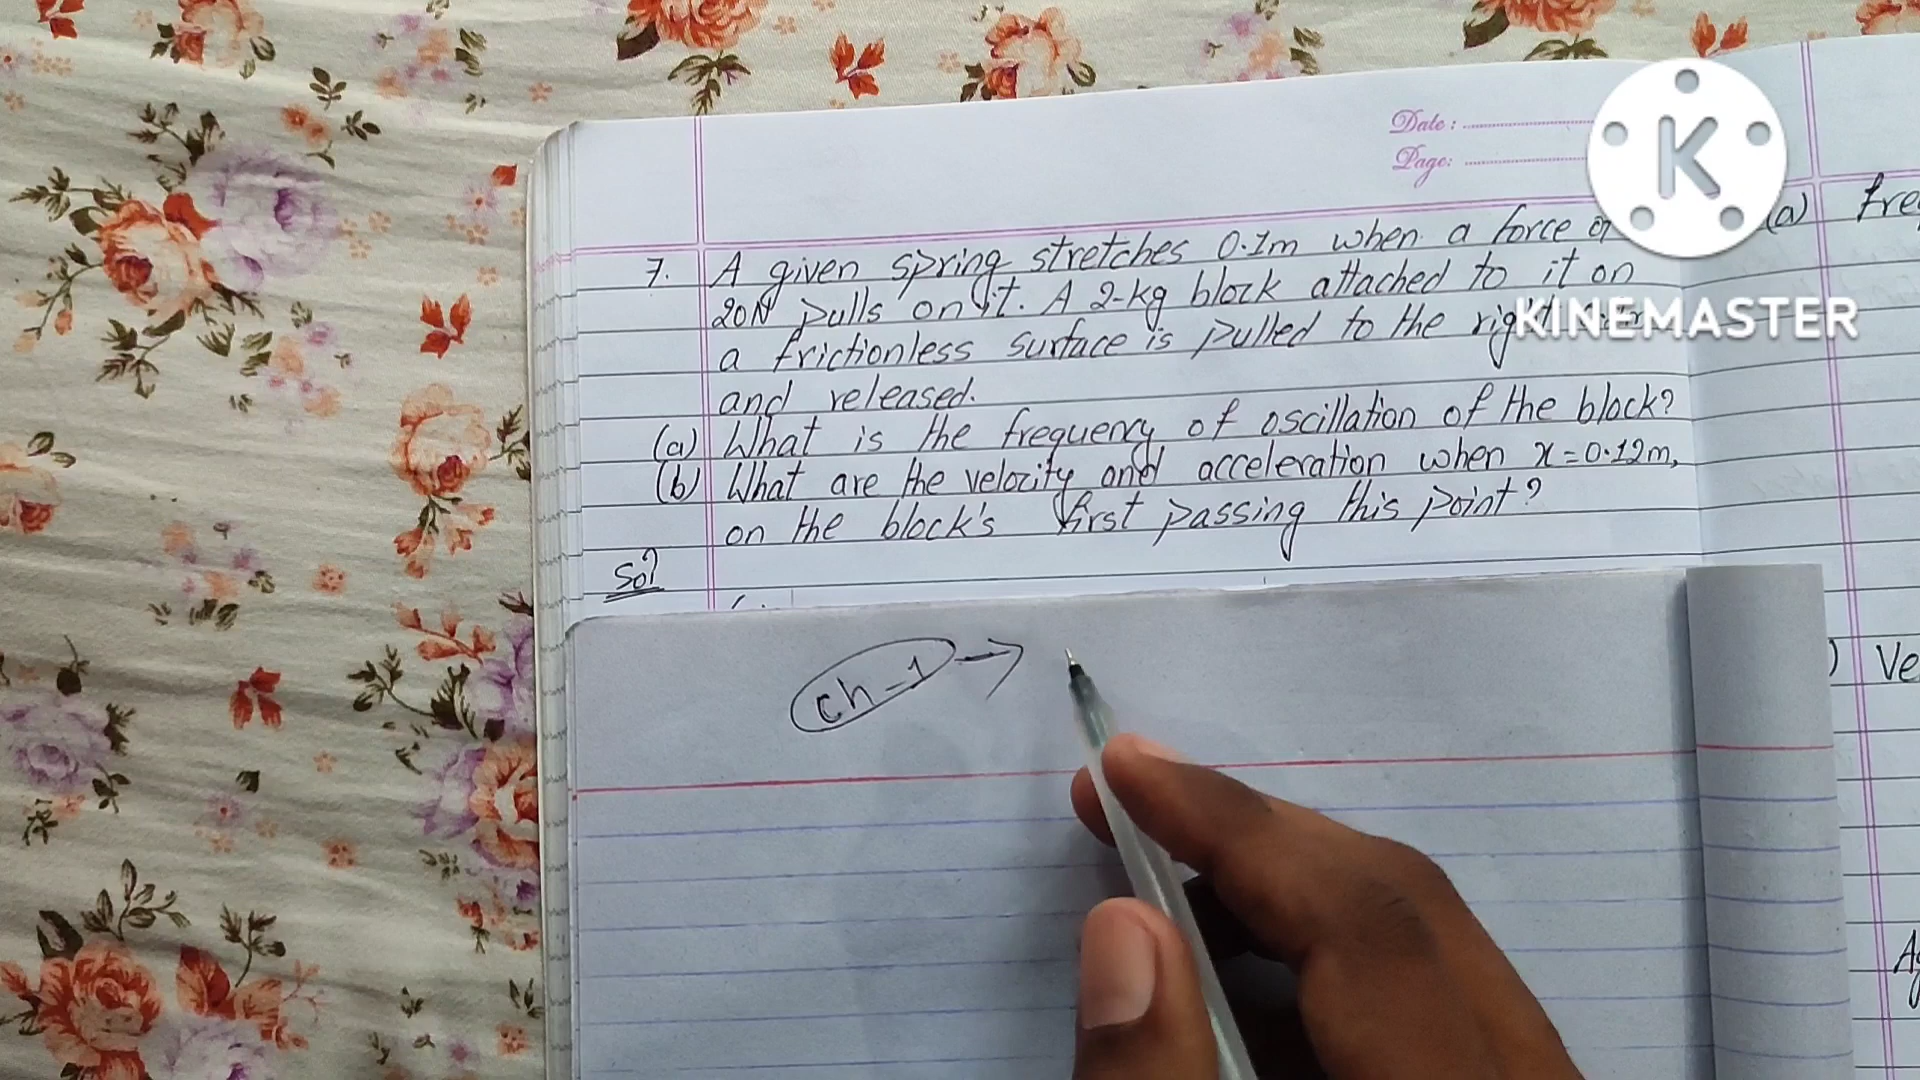 Date:
Page:
K
KINEMASTER
7. A given spring stretches 0.1m when a force
20N pulls on it. A 2-kg block attached to it on
a frictionless surface is pulled to the
and released.
(a) What is the frequency of oscillation of the block?
(b) What are the velocity and acceleration when x=0.12m,
on the block's first passing this point?
Sol
Ch-1 →
(a)
Ve